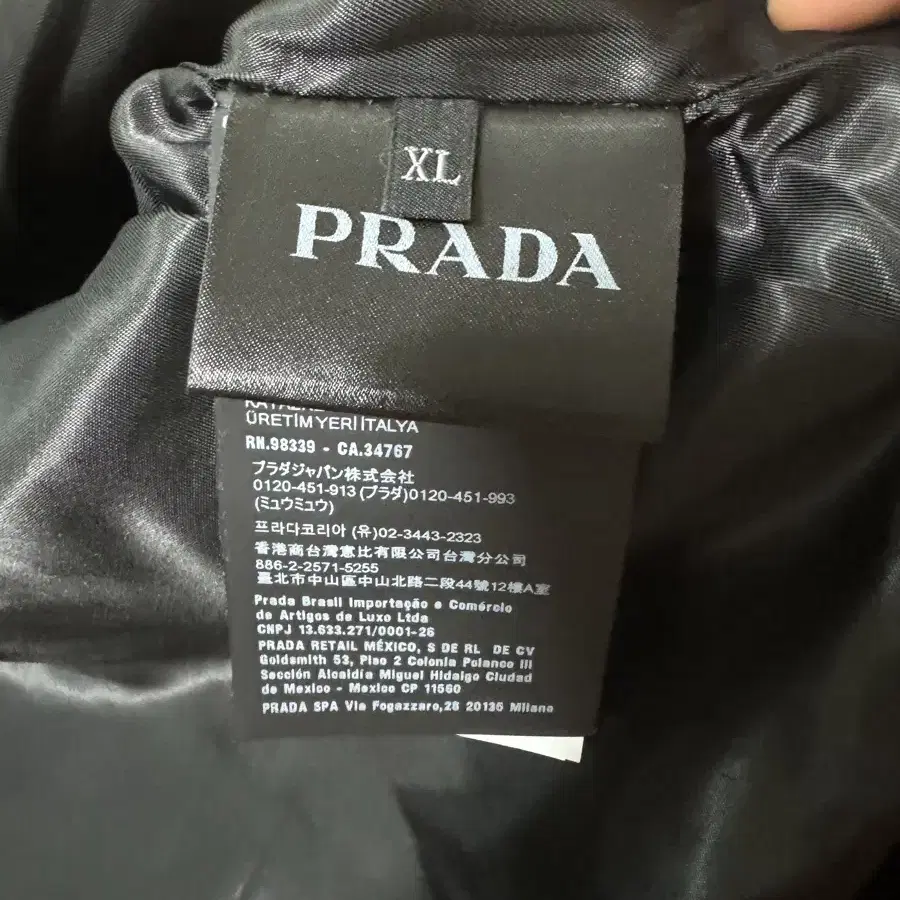 XL
PRADA
ÜRETİM YERİ İTALYA
RN.98339 - CA.34767
プラダジャパン株式会社
0120-451-913 (プラダ)0120-451-993
(ミュウミュウ)
프라다코리아 (유)02-3443-2323
香港商台灣惠比有限公司台灣分公司
886-2-2571-5255
臺北市中山區中山北路二段44號12樓A室
Prada Brasil Importação e Comércio
de Artigos de Luxo Ltda
CNPJ 13.633.271/0001-26
PRADA RETAIL MÉXICO, S DE RL DE CV
Goldsmith 53, Piso 2 Colonia Polanco III
Sección Alcaldía Miguel Hidalgo Ciudad
de Mexico - Mexico CP 11560
PRADA SPA Via Fogazzaro,28 20135 Milano